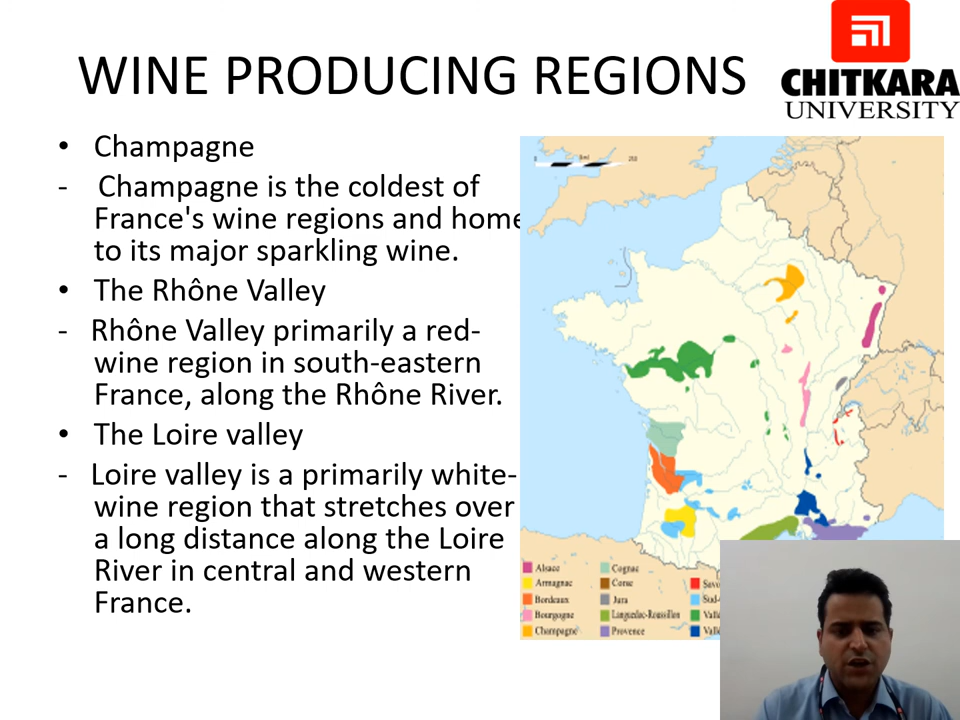 WINE PRODUCING REGIONS
CHITKARA
UNIVERSITY
• Champagne
- Champagne is the coldest of
France's wine regions and home
to its major sparkling wine.
• The Rhône Valley
- Rhône Valley primarily a red-
wine region in south-eastern
France, along the Rhône River.
• The Loire valley
- Loire valley is a primarily white-
wine region that stretches over
a long distance along the Loire
River in central and western
France.
0 250
Alsace
Armagnac
Bordeaux
Bourgogne
Champagne
Cognac
Corse
Jura
Languedoc-Roussillon
Provence